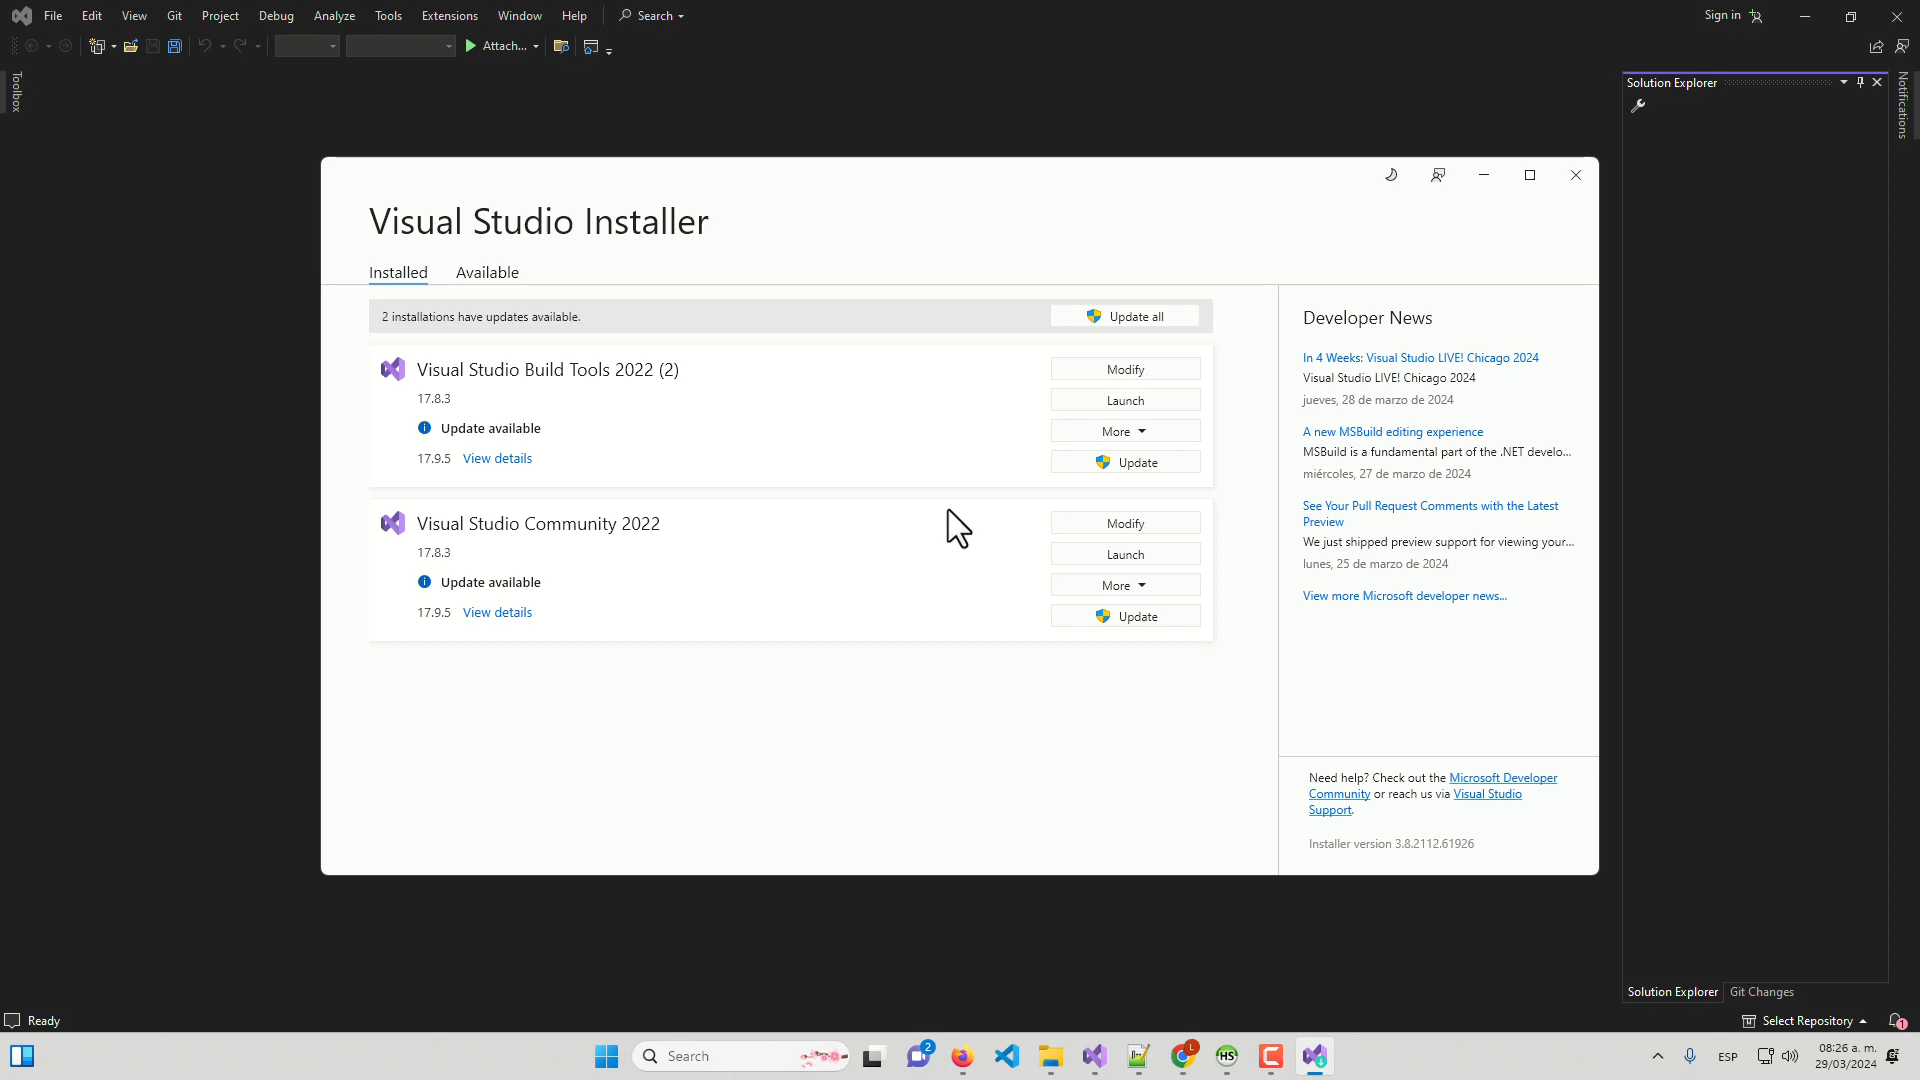 File Edit View Git Project Debug Analyze Tools Extensions Window Help Search Sign in
Attach...
Toolbox
Solution Explorer
Notifications
Visual Studio Installer
Installed Available
2 installations have updates available. Update all
Visual Studio Build Tools 2022 (2) Modify
17.8.3 Launch
Update available More
17.9.5 View details Update
Visual Studio Community 2022 Modify
17.8.3 Launch
Update available More
17.9.5 View details Update
Developer News
In 4 Weeks: Visual Studio LIVE! Chicago 2024
Visual Studio LIVE! Chicago 2024
jueves, 28 de marzo de 2024
A new MSBuild editing experience
MSBuild is a fundamental part of the .NET develo...
miércoles, 27 de marzo de 2024
See Your Pull Request Comments with the Latest
Preview
We just shipped preview support for viewing your...
lunes, 25 de marzo de 2024
View more Microsoft developer news...
Need help? Check out the Microsoft Developer
Community or reach us via Visual Studio
Support.
Installer version 3.8.2112.61926
Solution Explorer Git Changes
Ready Select Repository 1
Search 2 L HS C ESP 08:26 a. m.
29/03/2024